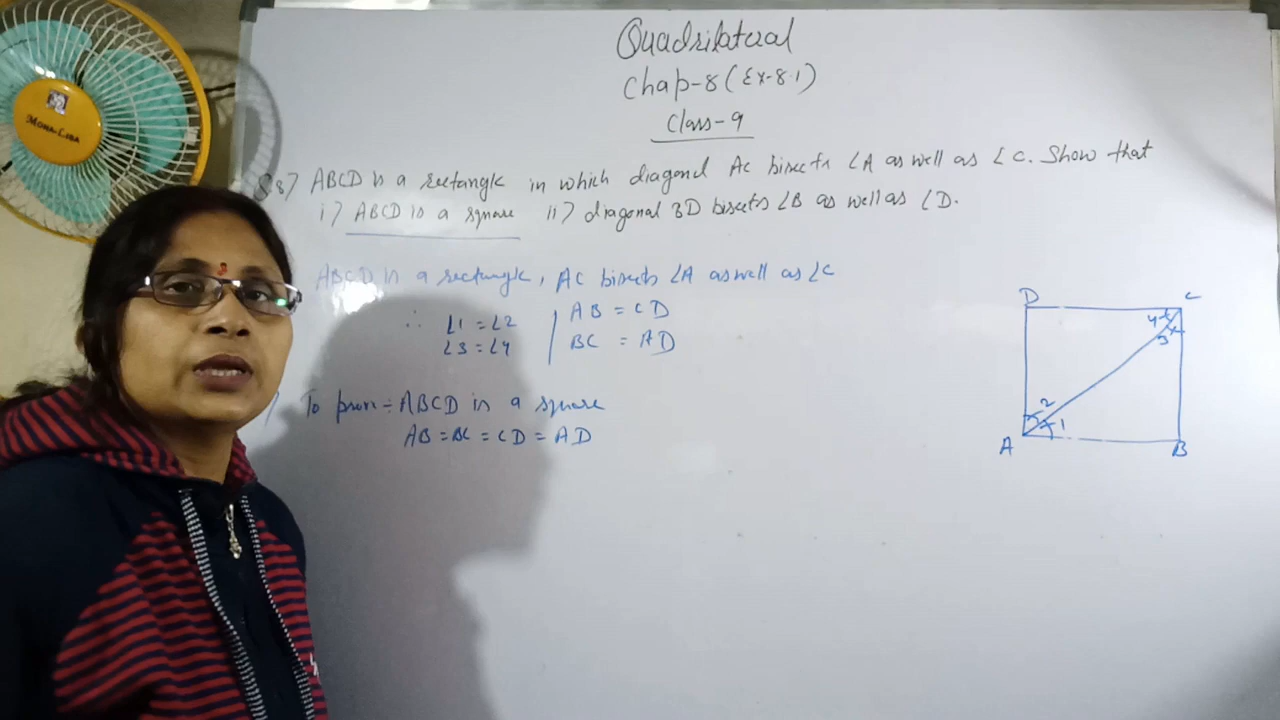 MONA-LISA
Quadrilateral
Chap-8 (Ex-8.1)
Class-9
Q8) ABCD is a rectangle in which diagonal AC bisects ∠A as well as ∠C. Show that
i) ABCD is a square ii) diagonal BD bisects ∠B as well as ∠D.
ABCD is a rectangle, AC bisects ∠A as well as ∠C
∴ ∠1 = ∠2 AB = CD
∠3 = ∠4 BC = AD
) To prove:- ABCD is a square
AB = BC = CD = AD
D C
4
3
2
1
A B